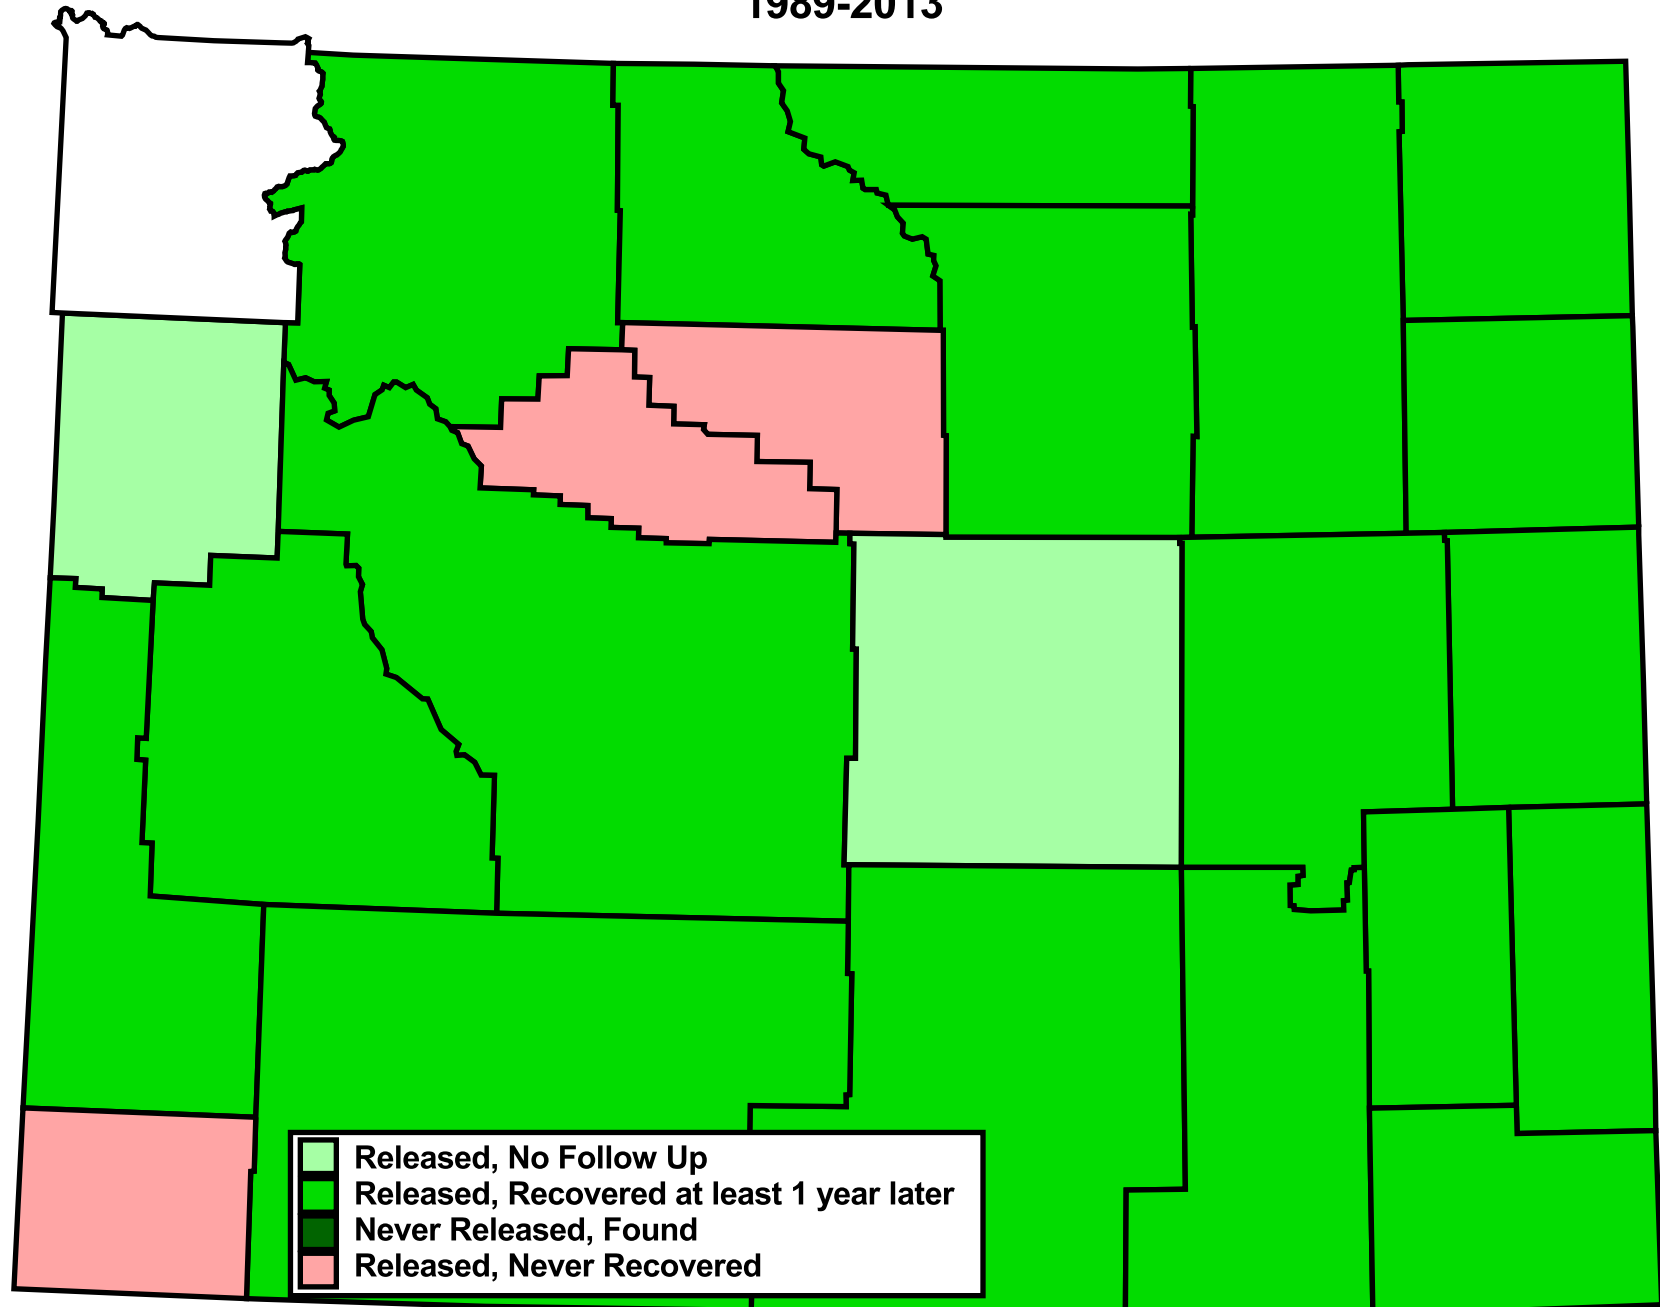 1989-2013
Released, No Follow Up
Released, Recovered at least 1 year later
Never Released, Found
Released, Never Recovered